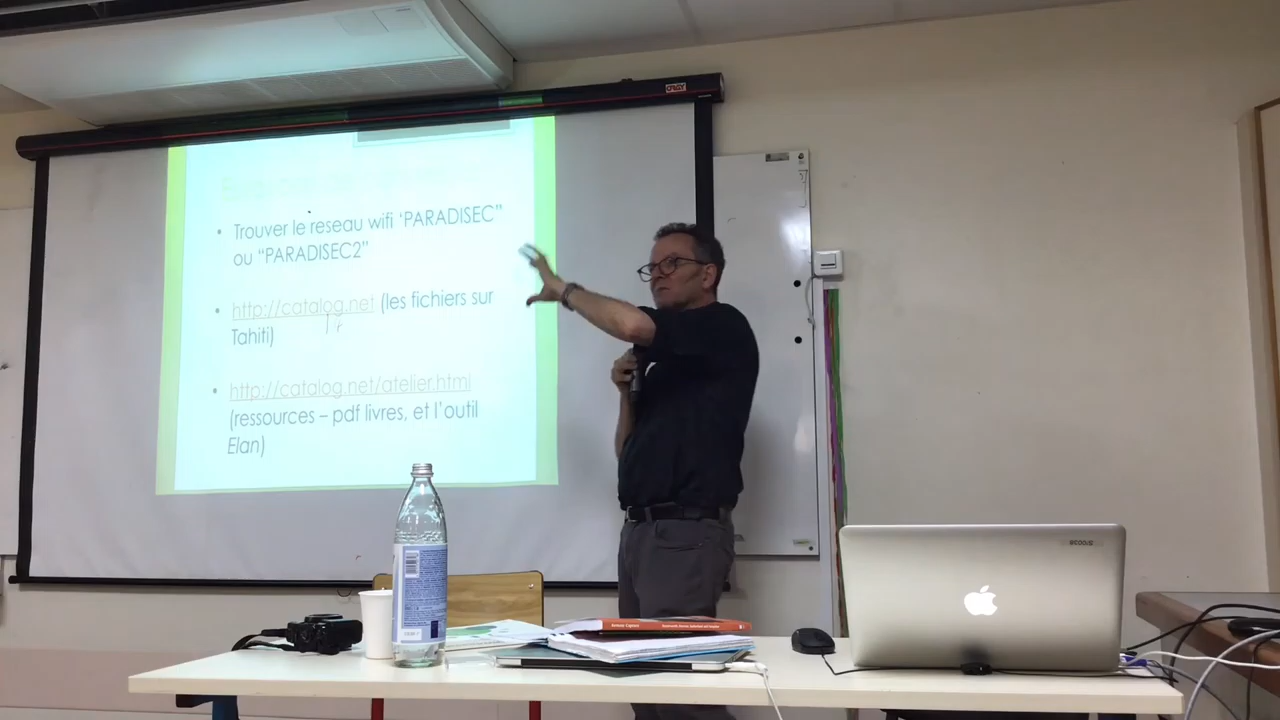 ORAY
• Trouver le reseau wifi ‘PARADISEC”
ou “PARADISEC2”
• http://catalog.net (les fichiers sur
Tahiti)
• http://catalog.net/atelier.html
(ressources – pdf livres, et l’outil
Elan)